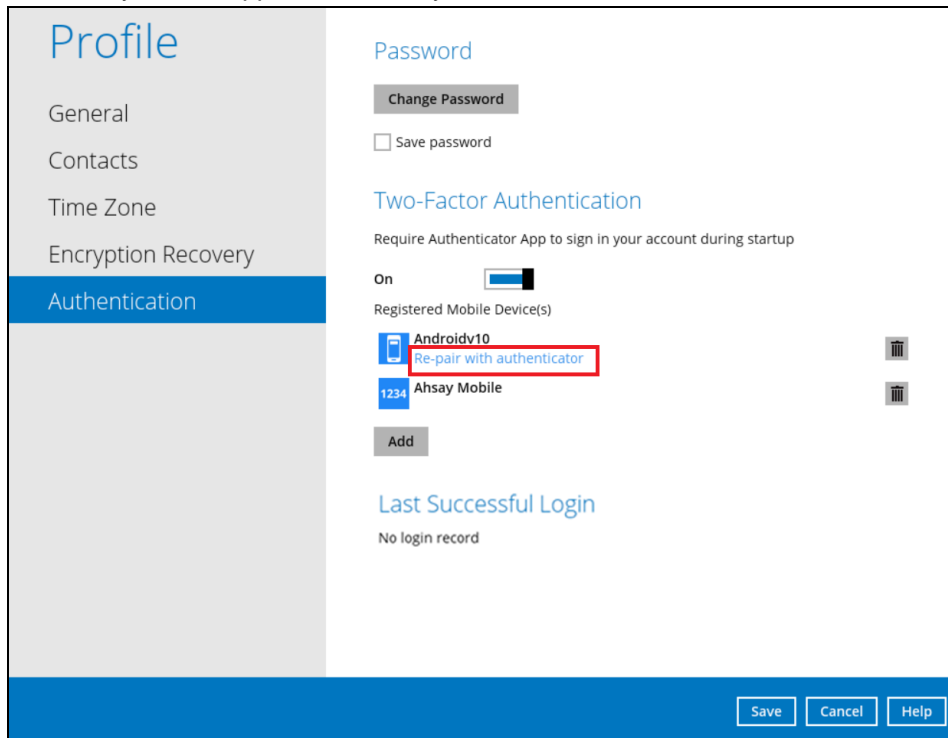 Profile
General
Contacts
Time Zone
Encryption Recovery
Authentication
Password
Change Password
Save password
Two-Factor Authentication
Require Authenticator App to sign in your account during startup
On
Registered Mobile Device(s)
Androidv10
Re-pair with authenticator
1234 Ahsay Mobile
Add
Last Successful Login
No login record
Save Cancel Help